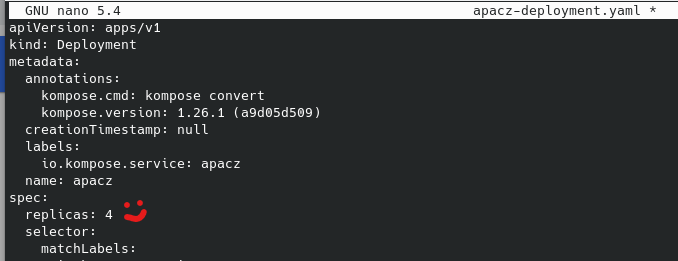 GNU nano 5.4 apacz-deployment.yaml *
apiVersion: apps/v1
kind: Deployment
metadata:
  annotations:
    kompose.cmd: kompose convert
    kompose.version: 1.26.1 (a9d05d509)
  creationTimestamp: null
  labels:
    io.kompose.service: apacz
  name: apacz
spec:
  replicas: 4
  selector:
    matchLabels: